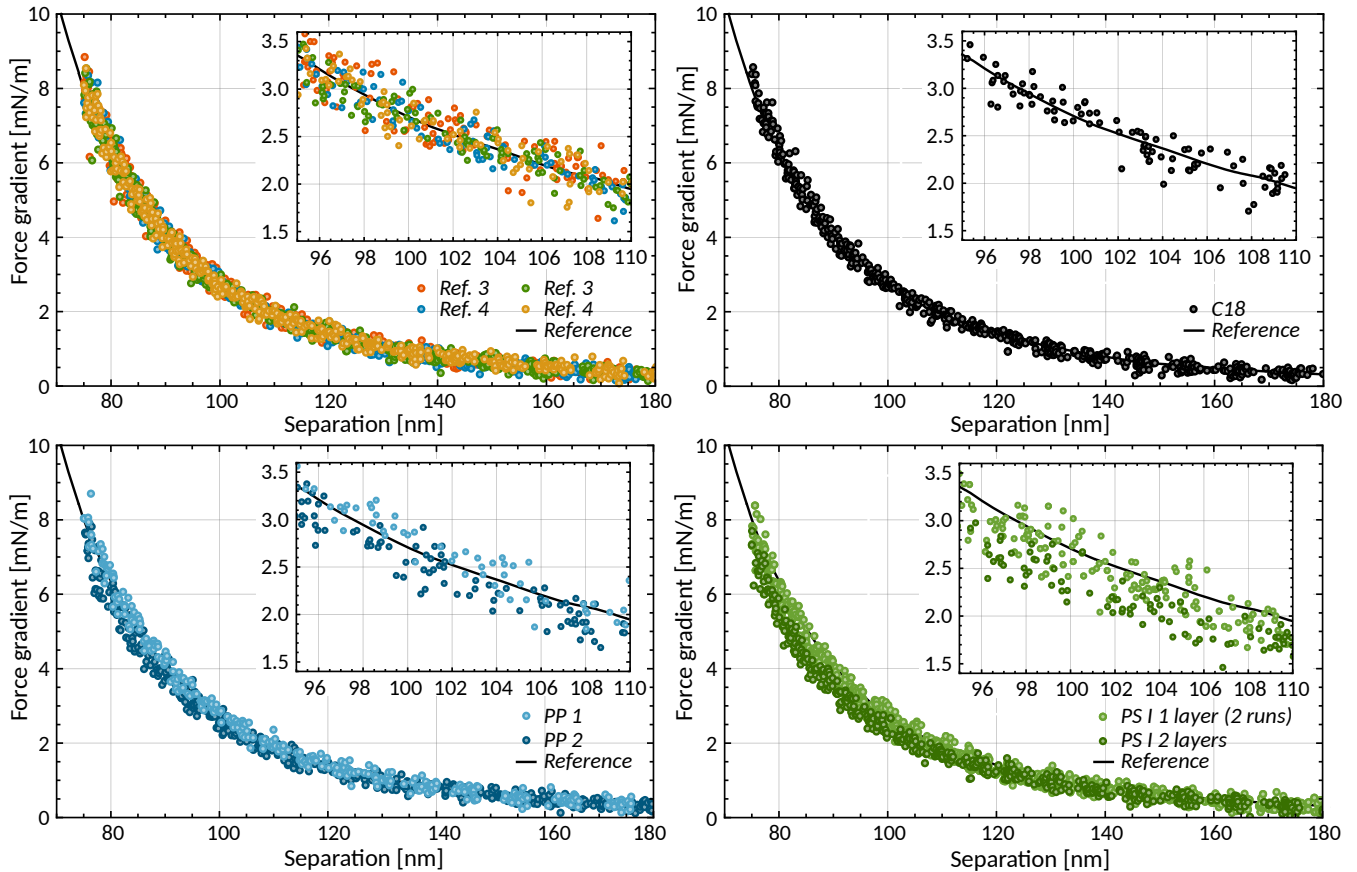 10
8
6
4
2
0
Force gradient [mN/m]
3.5
3.0
2.5
2.0
1.5
96 98 100 102 104 106 108 110
Ref. 3 Ref. 3
Ref. 4 Ref. 4
Reference
80 100 120 140 160 180
Separation [nm]
10
8
6
4
2
0
Force gradient [mN/m]
3.5
3.0
2.5
2.0
1.5
96 98 100 102 104 106 108 110
C18
Reference
80 100 120 140 160 180
Separation [nm]
10
8
6
4
2
0
Force gradient [mN/m]
3.5
3.0
2.5
2.0
1.5
96 98 100 102 104 106 108 110
PP 1
PP 2
Reference
80 100 120 140 160 180
Separation [nm]
10
8
6
4
2
0
Force gradient [mN/m]
3.5
3.0
2.5
2.0
1.5
96 98 100 102 104 106 108 110
PS I 1 layer (2 runs)
PS I 2 layers
Reference
80 100 120 140 160 180
Separation [nm]